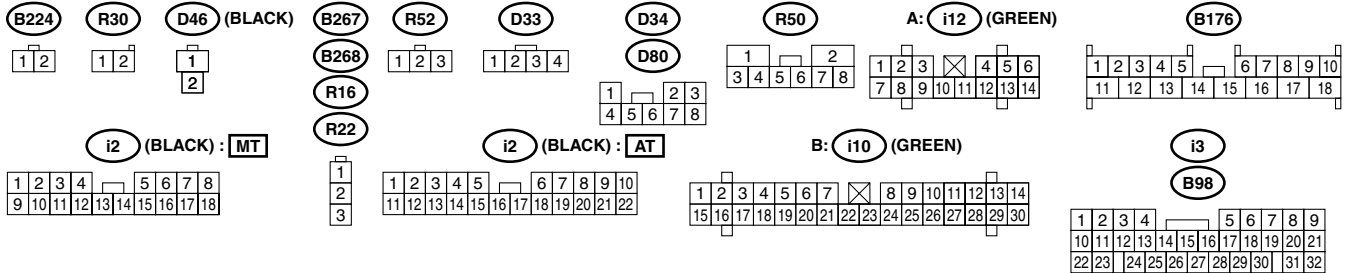 B224 R30 D46 (BLACK) B267 R52 D33 D34 R50 A: i12 (GREEN) B176
B268 D80
R16
R22
1 2
1 2
1
2
1 2 3
1 2 3 4
1 2 3
4 5 6 7 8
1 2
3 4 5 6 7 8
1 2 3 4 5 6
7 8 9 10 11 12 13 14
1 2 3 4 5 6 7 8 9 10
11 12 13 14 15 16 17 18
i2 (BLACK) : MT
1 2 3 4 5 6 7 8
9 10 11 12 13 14 15 16 17 18
1
2
3
i2 (BLACK) : AT
1 2 3 4 5 6 7 8 9 10
11 12 13 14 15 16 17 18 19 20 21 22
B: i10 (GREEN)
1 2 3 4 5 6 7 8 9 10 11 12 13 14
15 16 17 18 19 20 21 22 23 24 25 26 27 28 29 30
i3
B98
1 2 3 4 5 6 7 8 9
10 11 12 13 14 15 16 17 18 19 20 21
22 23 24 25 26 27 28 29 30 31 32